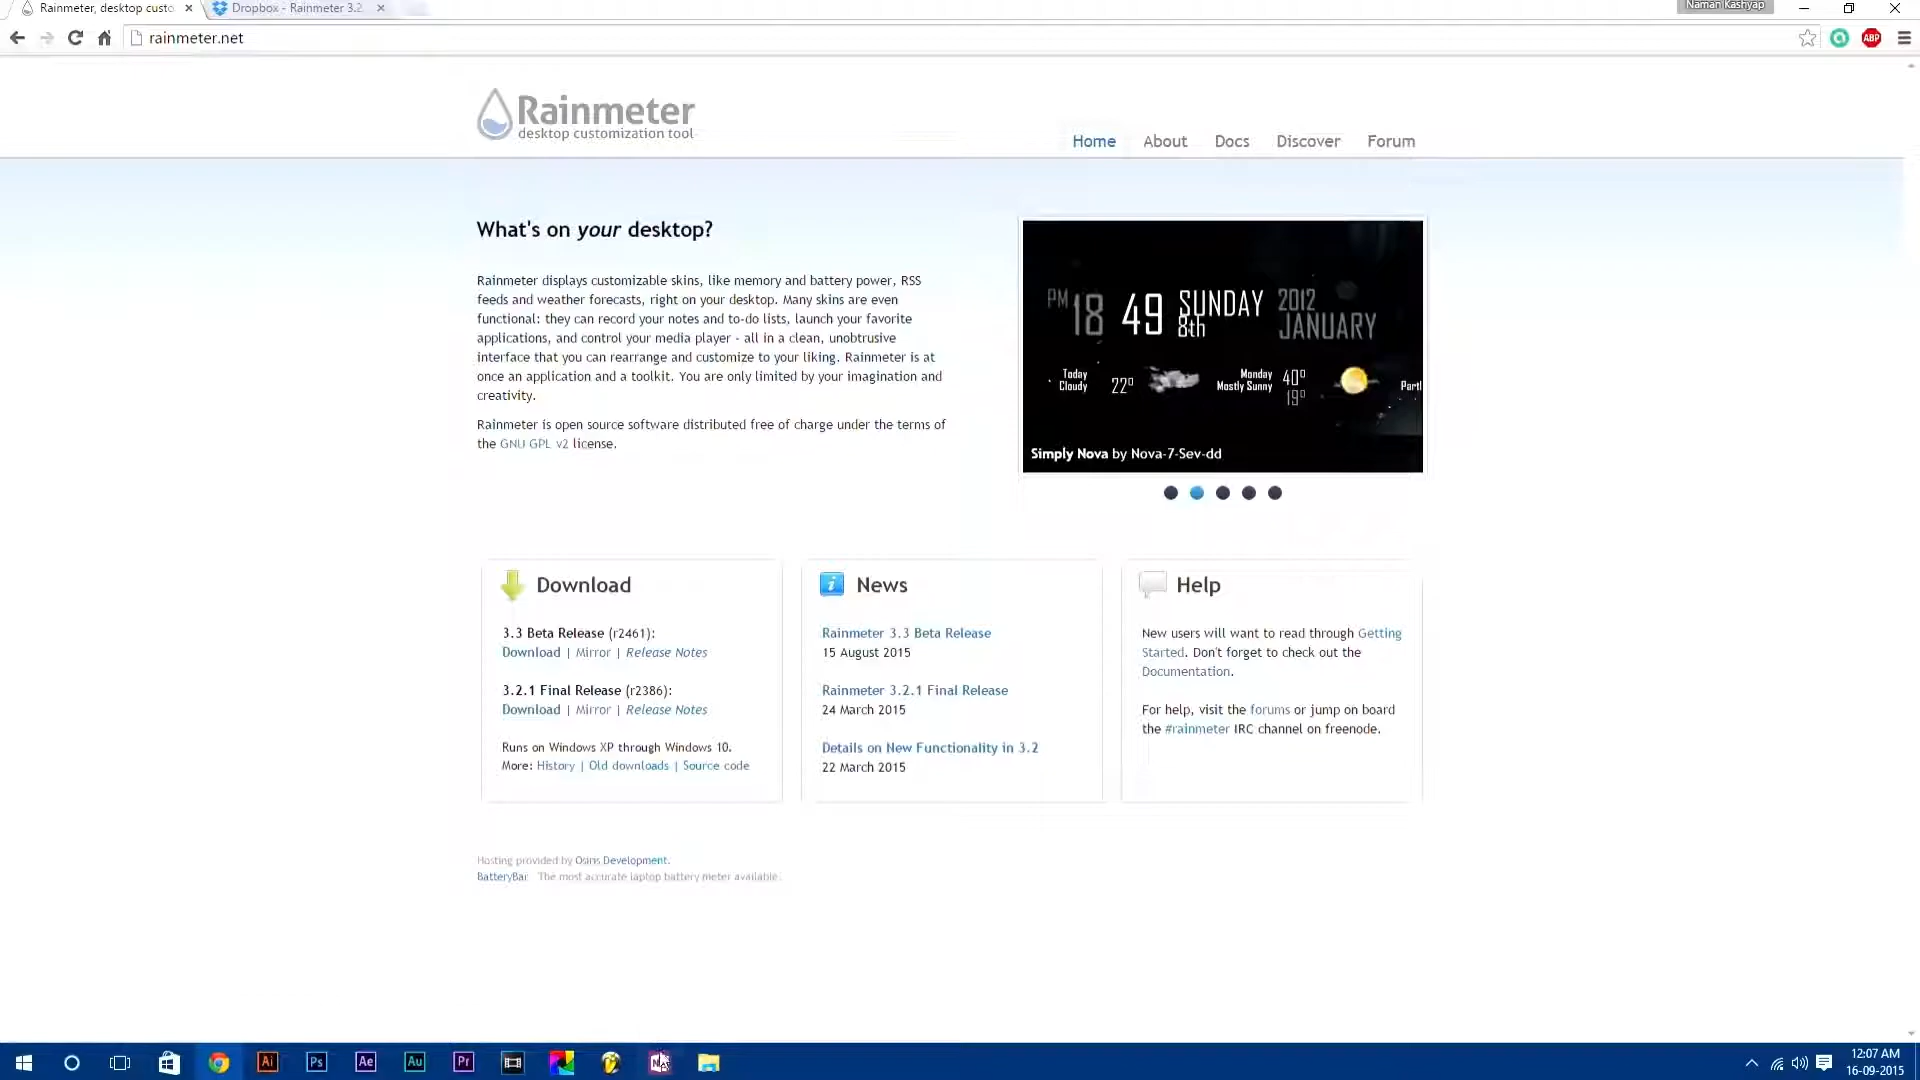 Rainmeter, desktop custo
Dropbox - Rainmeter 3.2
Naman Kashyap
rainmeter.net
ABP
Rainmeter
desktop customization tool
Home
About
Docs
Discover
Forum
What's on your desktop?
Rainmeter displays customizable skins, like memory and battery power, RSS
feeds and weather forecasts, right on your desktop. Many skins are even
functional: they can record your notes and to-do lists, launch your favorite
applications, and control your media player - all in a clean, unobtrusive
interface that you can rearrange and customize to your liking. Rainmeter is at
once an application and a toolkit. You are only limited by your imagination and
creativity.
Rainmeter is open source software distributed free of charge under the terms of
the GNU GPL v2 license.
PM 18 49 SUNDAY 8th 2012 JANUARY
Today
Cloudy
22°
Monday
Mostly Sunny
40°
19°
Partl
Simply Nova by Nova-7-Sev-dd
Download
3.3 Beta Release (r2461):
Download | Mirror | Release Notes
3.2.1 Final Release (r2386):
Download | Mirror | Release Notes
Runs on Windows XP through Windows 10.
More: History | Old downloads | Source code
News
Rainmeter 3.3 Beta Release
15 August 2015
Rainmeter 3.2.1 Final Release
24 March 2015
Details on New Functionality in 3.2
22 March 2015
Help
New users will want to read through Getting
Started. Don't forget to check out the
Documentation.
For help, visit the forums or jump on board
the #rainmeter IRC channel on freenode.
Hosting provided by Osiris Development.
BatteryBar The most accurate laptop battery meter available.
Ai
Ps
Ae
Au
Pr
12:07 AM
16-09-2015